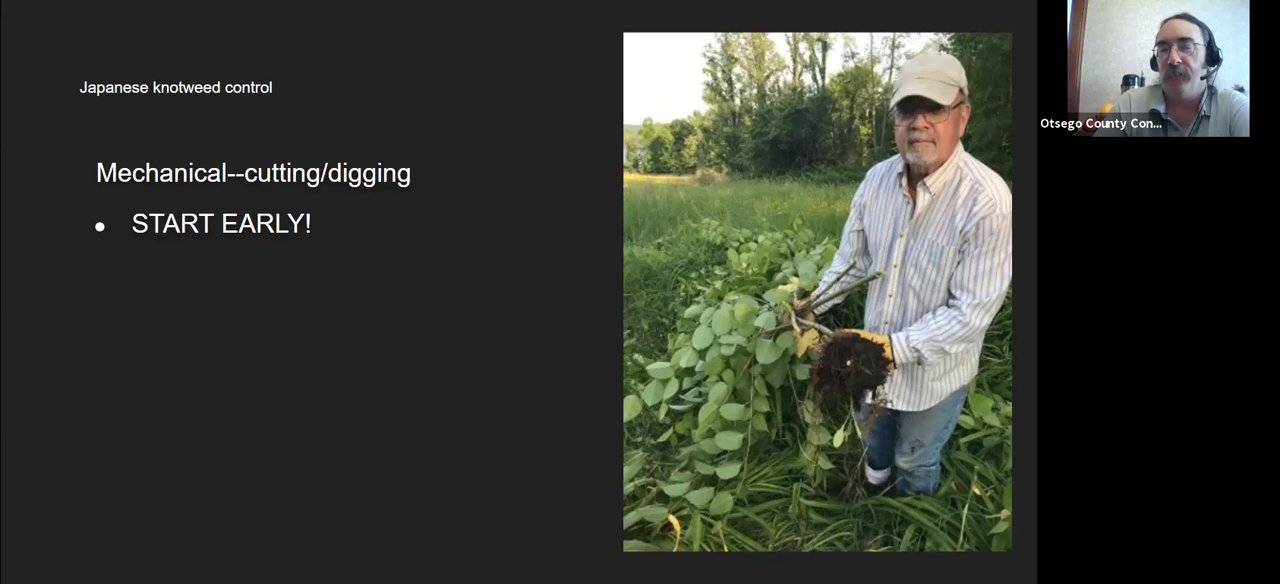 Japanese knotweed control
Mechanical--cutting/digging
● START EARLY!
Otsego County Con...